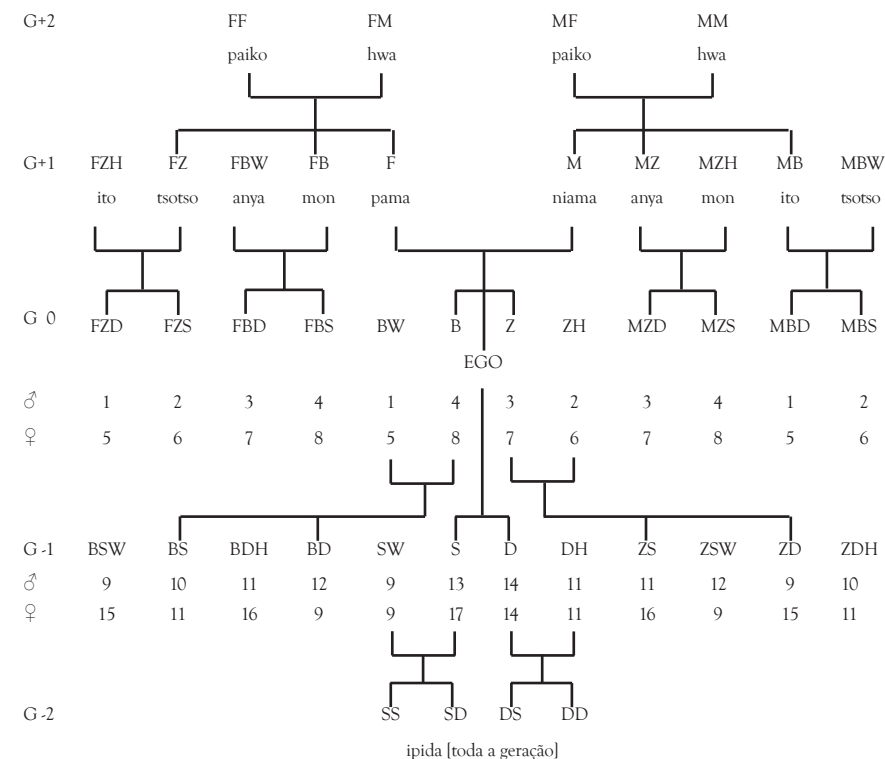 G+2 FF FM MF MM
paiko hwa paiko hwa
G+1 FZH FZ FBW FB F M MZ MZH MB MBW
ito tsotso anya mon pama niama anya mon ito tsotso
G 0 FZD FZS FBD FBS BW B Z ZH MZD MZS MBD MBS
EGO
♂ 1 2 3 4 1 4 3 2 3 4 1 2
♀ 5 6 7 8 5 8 7 6 7 8 5 6
G -1 BSW BS BDH BD SW S D DH ZS ZSW ZD ZDH
♂ 9 10 11 12 9 13 14 11 11 12 9 10
♀ 15 11 16 9 9 17 14 11 16 9 15 11
G -2 SS SD DS DD
ipida [toda a geração]